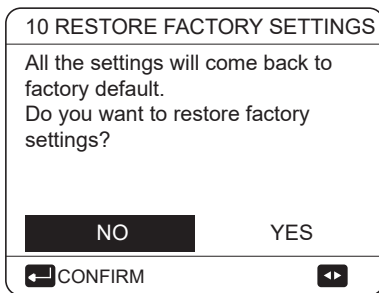 10 RESTORE FACTORY SETTINGS
All the settings will come back to
factory default.
Do you want to restore factory
settings?
NO YES
CONFIRM